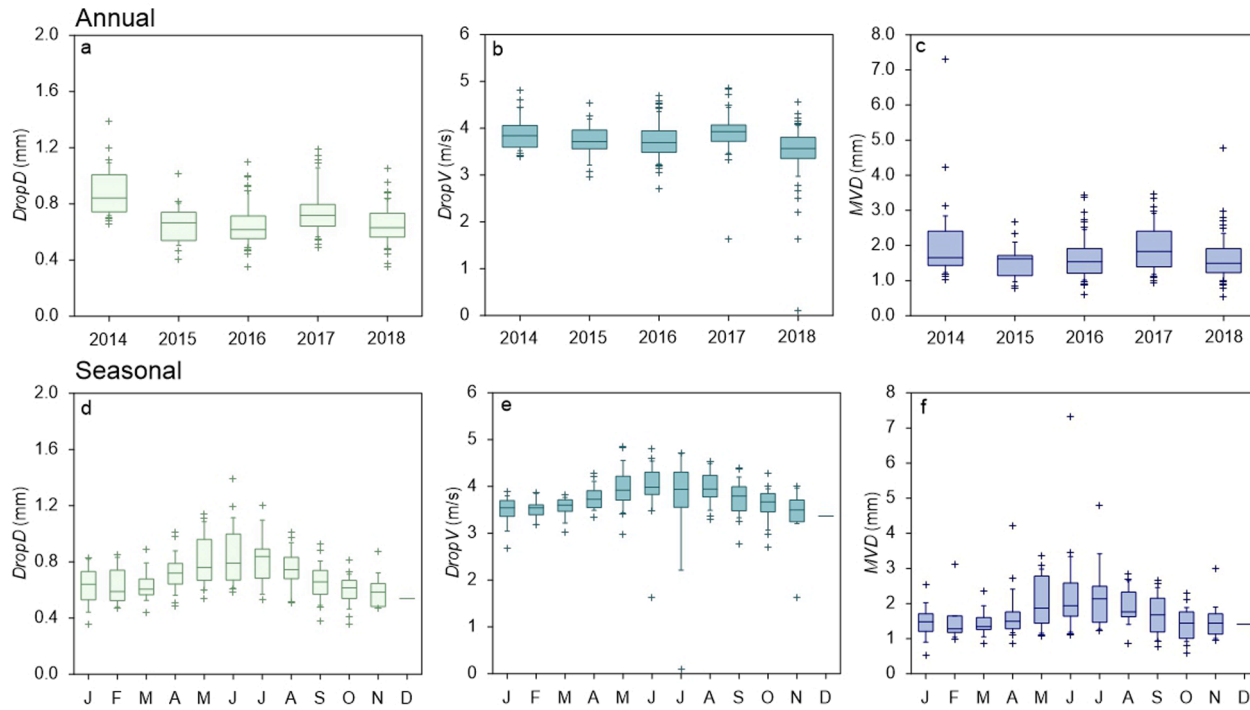 Annual
a
2.0
1.6
1.2
0.8
0.4
0.0
DropD (mm)
2014 2015 2016 2017 2018
b
6
5
4
3
2
1
0
DropV (m/s)
2014 2015 2016 2017 2018
c
8.0
7.0
6.0
5.0
4.0
3.0
2.0
1.0
0.0
MVD (mm)
2014 2015 2016 2017 2018
Seasonal
d
2.0
1.6
1.2
0.8
0.4
0.0
DropD (mm)
J F M A M J J A S O N D
e
6
5
4
3
4
1
0
DropV (m/s)
J F M A M J J A S O N D
f
8
7
6
5
4
3
2
1
0
MVD (mm)
J F M A M J J A S O N D